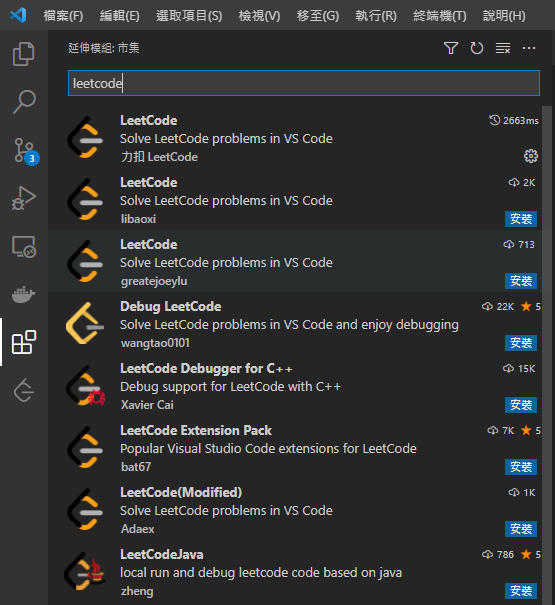 檔案(F) 編輯(E) 選取項目(S) 檢視(V) 移至(G) 執行(R) 終端機(T) 說明(H)
延伸模組: 市集
leetcode
LeetCode 2663ms
Solve LeetCode problems in VS Code
力扣 LeetCode
LeetCode 2K
Solve LeetCode problems in VS Code
libaoxi 安裝
LeetCode 713
Solve LeetCode problems in VS Code
greatejoeylu 安裝
Debug LeetCode 22K ★ 5
Solve LeetCode problems in VS Code and enjoy debugging
wangtao0101 安裝
LeetCode Debugger for C++ 15K
Debug support for LeetCode with C++
Xavier Cai 安裝
LeetCode Extension Pack 7K ★ 5
Popular Visual Studio Code extensions for LeetCode
bat67 安裝
LeetCode(Modified) 1K
Solve LeetCode problems in VS Code
Adaex 安裝
LeetCodeJava 786 ★ 5
local run and debug leetcode code based on java
zheng 安裝
3